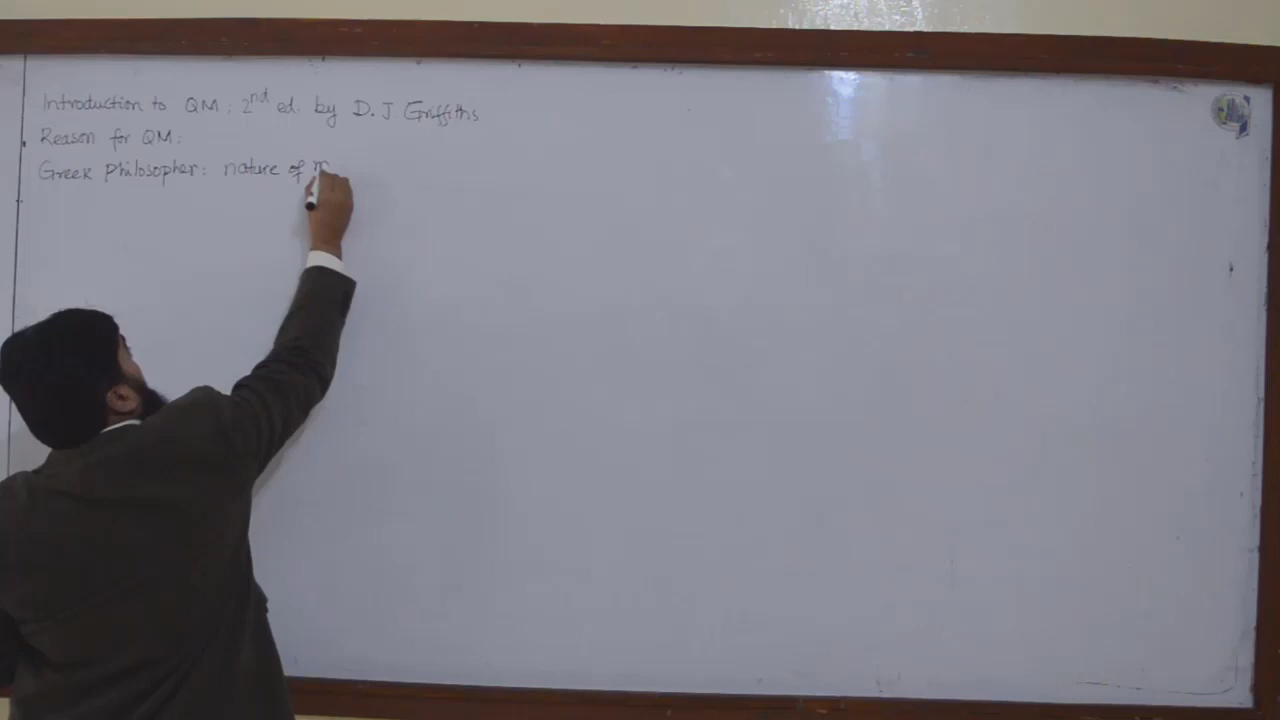 Introduction to QM: 2nd ed. by D. J Griffiths
Reason for QM:
Greek Philosopher: nature of m